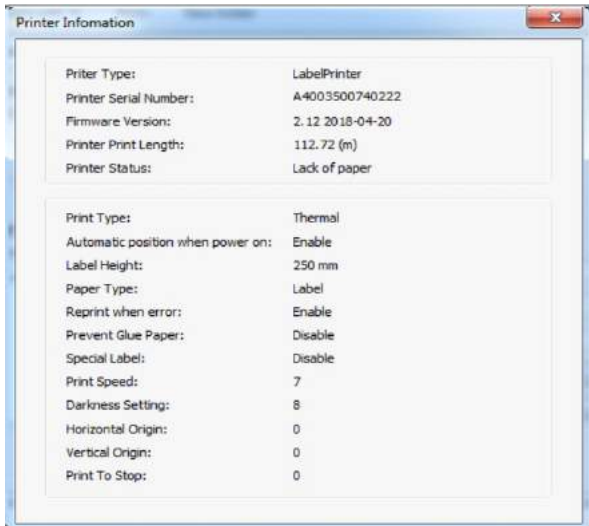 Printer Infomation
Priter Type: LabelPrinter
Printer Serial Number: A4003500740222
Firmware Version: 2.12 2018-04-20
Printer Print Length: 112.72 (m)
Printer Status: Lack of paper
Print Type: Thermal
Automatic position when power on: Enable
Label Height: 250 mm
Paper Type: Label
Reprint when error: Enable
Prevent Glue Paper: Disable
Special Label: Disable
Print Speed: 7
Darkness Setting: 8
Horizontal Origin: 0
Vertical Origin: 0
Print To Stop: 0